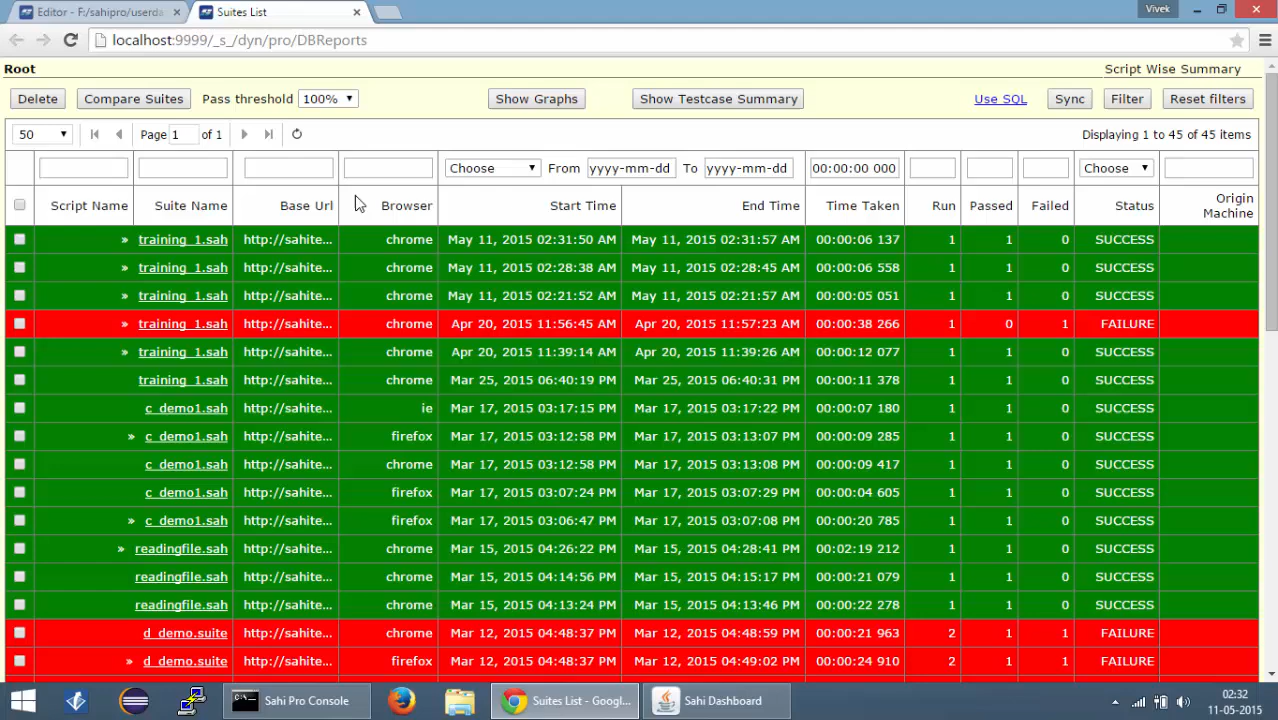 Editor - F:/sahipro/userda
Suites List
Vivek
localhost:9999/_s_/dyn/pro/DBReports
Root
Script Wise Summary
Delete Compare Suites Pass threshold 100% Show Graphs Show Testcase Summary Use SQL Sync Filter Reset filters
50 Page 1 of 1 Displaying 1 to 45 of 45 items
Choose From yyyy-mm-dd To yyyy-mm-dd 00:00:00 000 Choose
Script Name Suite Name Base Url Browser Start Time End Time Time Taken Run Passed Failed Status Origin Machine
» training_1.sah http://sahite... chrome May 11, 2015 02:31:50 AM May 11, 2015 02:31:57 AM 00:00:06 137 1 1 0 SUCCESS
» training_1.sah http://sahite... chrome May 11, 2015 02:28:38 AM May 11, 2015 02:28:45 AM 00:00:06 558 1 1 0 SUCCESS
» training_1.sah http://sahite... chrome May 11, 2015 02:21:52 AM May 11, 2015 02:21:57 AM 00:00:05 051 1 1 0 SUCCESS
» training_1.sah http://sahite... chrome Apr 20, 2015 11:56:45 AM Apr 20, 2015 11:57:23 AM 00:00:38 266 1 0 1 FAILURE
» training_1.sah http://sahite... chrome Apr 20, 2015 11:39:14 AM Apr 20, 2015 11:39:26 AM 00:00:12 077 1 1 0 SUCCESS
training_1.sah http://sahite... chrome Mar 25, 2015 06:40:19 PM Mar 25, 2015 06:40:31 PM 00:00:11 378 1 1 0 SUCCESS
c_demo1.sah http://sahite... ie Mar 17, 2015 03:17:15 PM Mar 17, 2015 03:17:22 PM 00:00:07 180 1 1 0 SUCCESS
» c_demo1.sah http://sahite... firefox Mar 17, 2015 03:12:58 PM Mar 17, 2015 03:13:07 PM 00:00:09 285 1 1 0 SUCCESS
c_demo1.sah http://sahite... chrome Mar 17, 2015 03:12:58 PM Mar 17, 2015 03:13:08 PM 00:00:09 417 1 1 0 SUCCESS
c_demo1.sah http://sahite... firefox Mar 17, 2015 03:07:24 PM Mar 17, 2015 03:07:29 PM 00:00:04 605 1 1 0 SUCCESS
» c_demo1.sah http://sahite... firefox Mar 17, 2015 03:06:47 PM Mar 17, 2015 03:07:08 PM 00:00:20 785 1 1 0 SUCCESS
» readingfile.sah http://sahite... chrome Mar 15, 2015 04:26:22 PM Mar 15, 2015 04:28:41 PM 00:02:19 212 1 1 0 SUCCESS
readingfile.sah http://sahite... chrome Mar 15, 2015 04:14:56 PM Mar 15, 2015 04:15:17 PM 00:00:21 079 1 1 0 SUCCESS
readingfile.sah http://sahite... chrome Mar 15, 2015 04:13:24 PM Mar 15, 2015 04:13:46 PM 00:00:22 278 1 1 0 SUCCESS
d_demo.suite http://sahite... chrome Mar 12, 2015 04:48:37 PM Mar 12, 2015 04:48:59 PM 00:00:21 963 2 1 1 FAILURE
» d_demo.suite http://sahite... firefox Mar 12, 2015 04:48:37 PM Mar 12, 2015 04:49:02 PM 00:00:24 910 2 1 1 FAILURE
Sahi Pro Console
Suites List - Googl...
Sahi Dashboard
02:32
11-05-2015